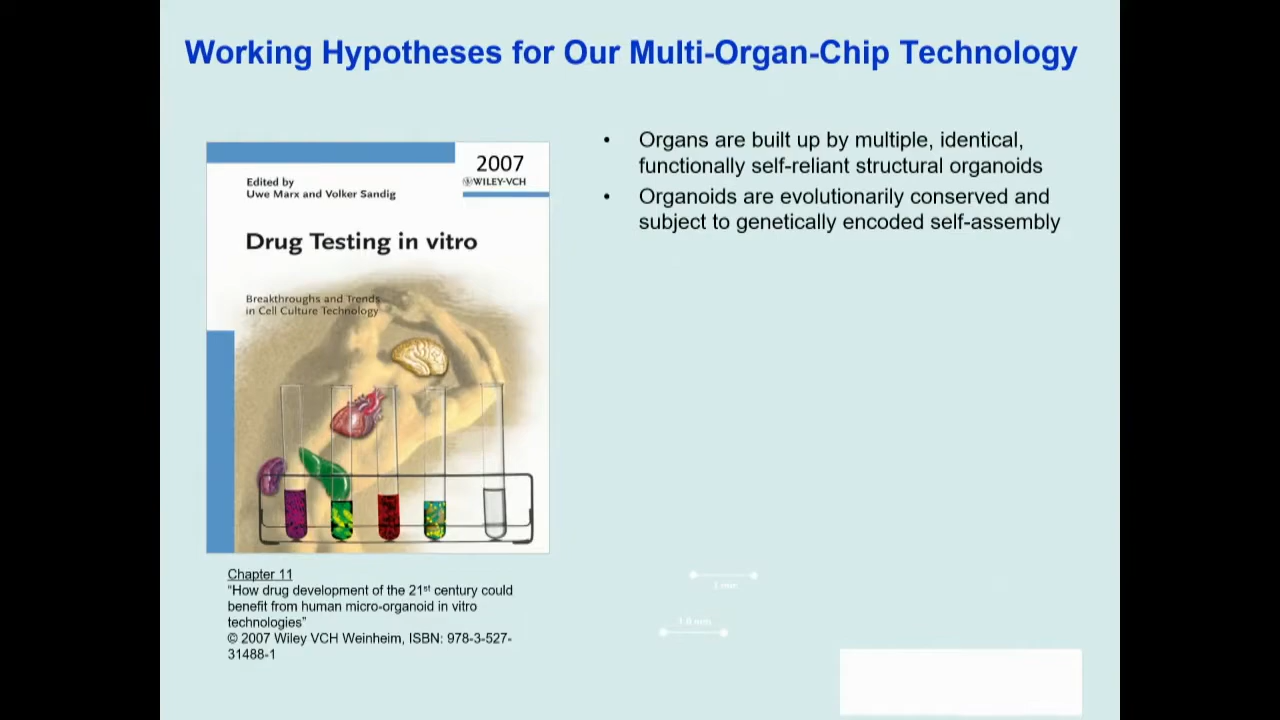 Working Hypotheses for Our Multi-Organ-Chip Technology
2007
WILEY-VCH
Edited by
Uwe Marx and Volker Sandig
Drug Testing in vitro
Breakthroughs and Trends
in Cell Culture Technology
• Organs are built up by multiple, identical,
functionally self-reliant structural organoids
• Organoids are evolutionarily conserved and
subject to genetically encoded self-assembly
Chapter 11
"How drug development of the 21st century could
benefit from human micro-organoid in vitro
technologies"
© 2007 Wiley VCH Weinheim, ISBN: 978-3-527-
31488-1
1 mm